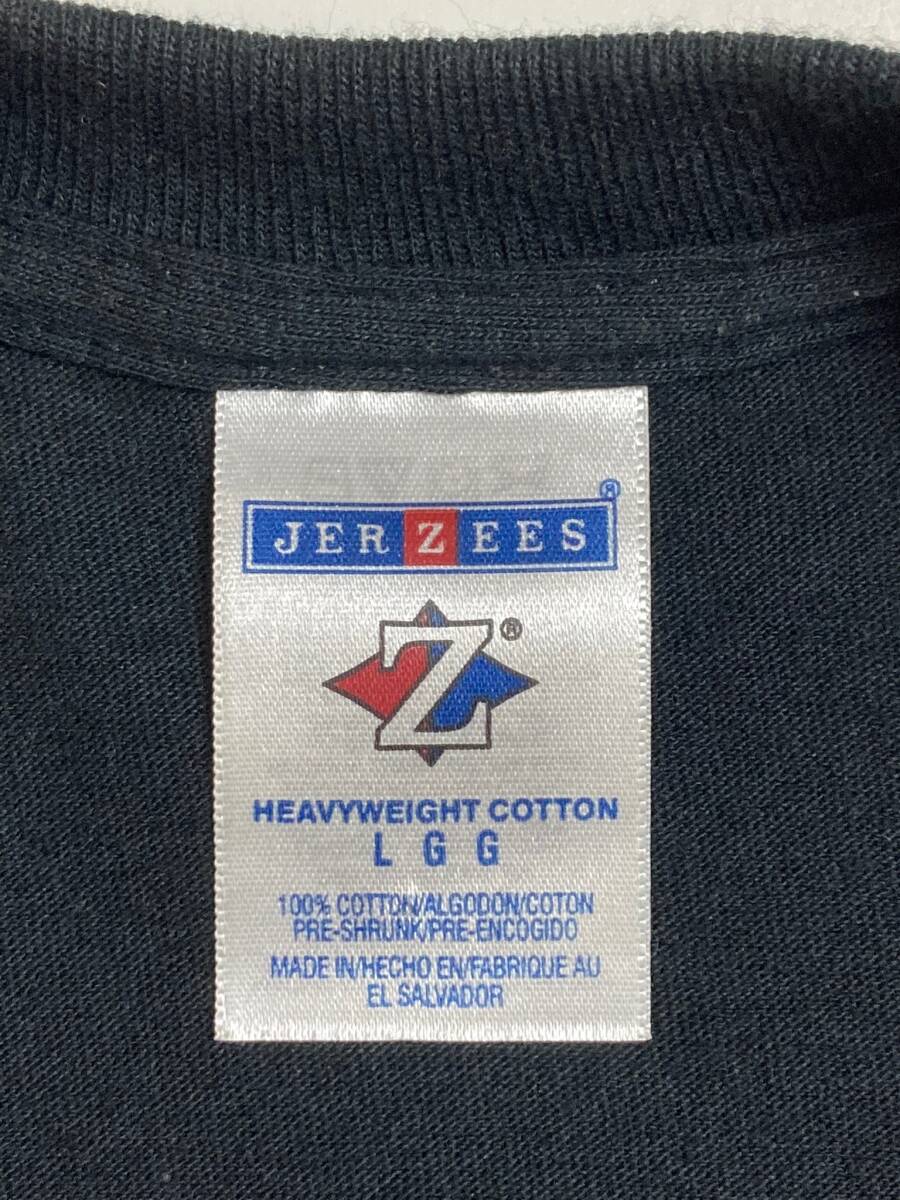 JERZEES ®
Z ®
HEAVYWEIGHT COTTON
L G G
100% COTTON/ALGODON/COTON
PRE-SHRUNK/PRE-ENCOGIDO
MADE IN/HECHO EN/FABRIQUE AU
EL SALVADOR